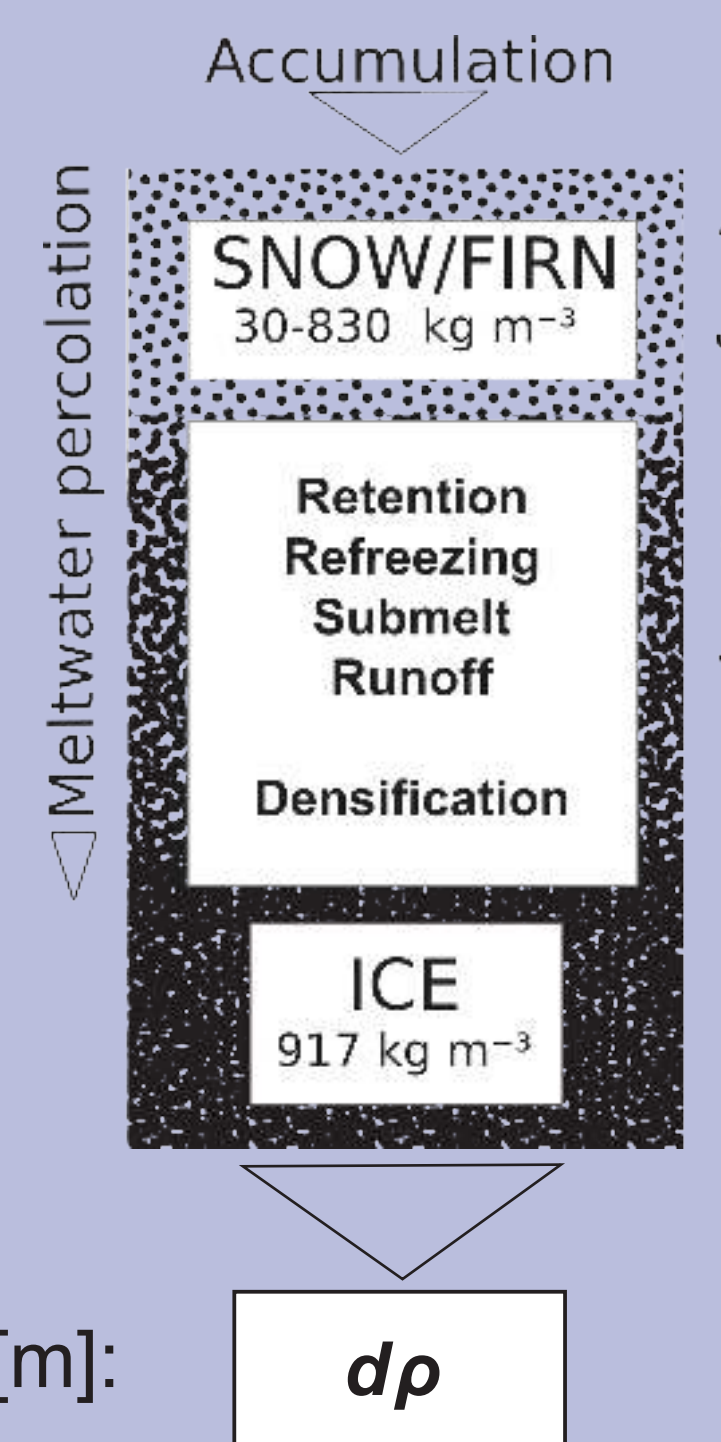 Accumulation
Meltwater percolation
SNOW/FIRN
30-830 kg m⁻³
Retention
Refreezing
Submelt
Runoff
Densification
ICE
917 kg m⁻³
[m]:
dρ